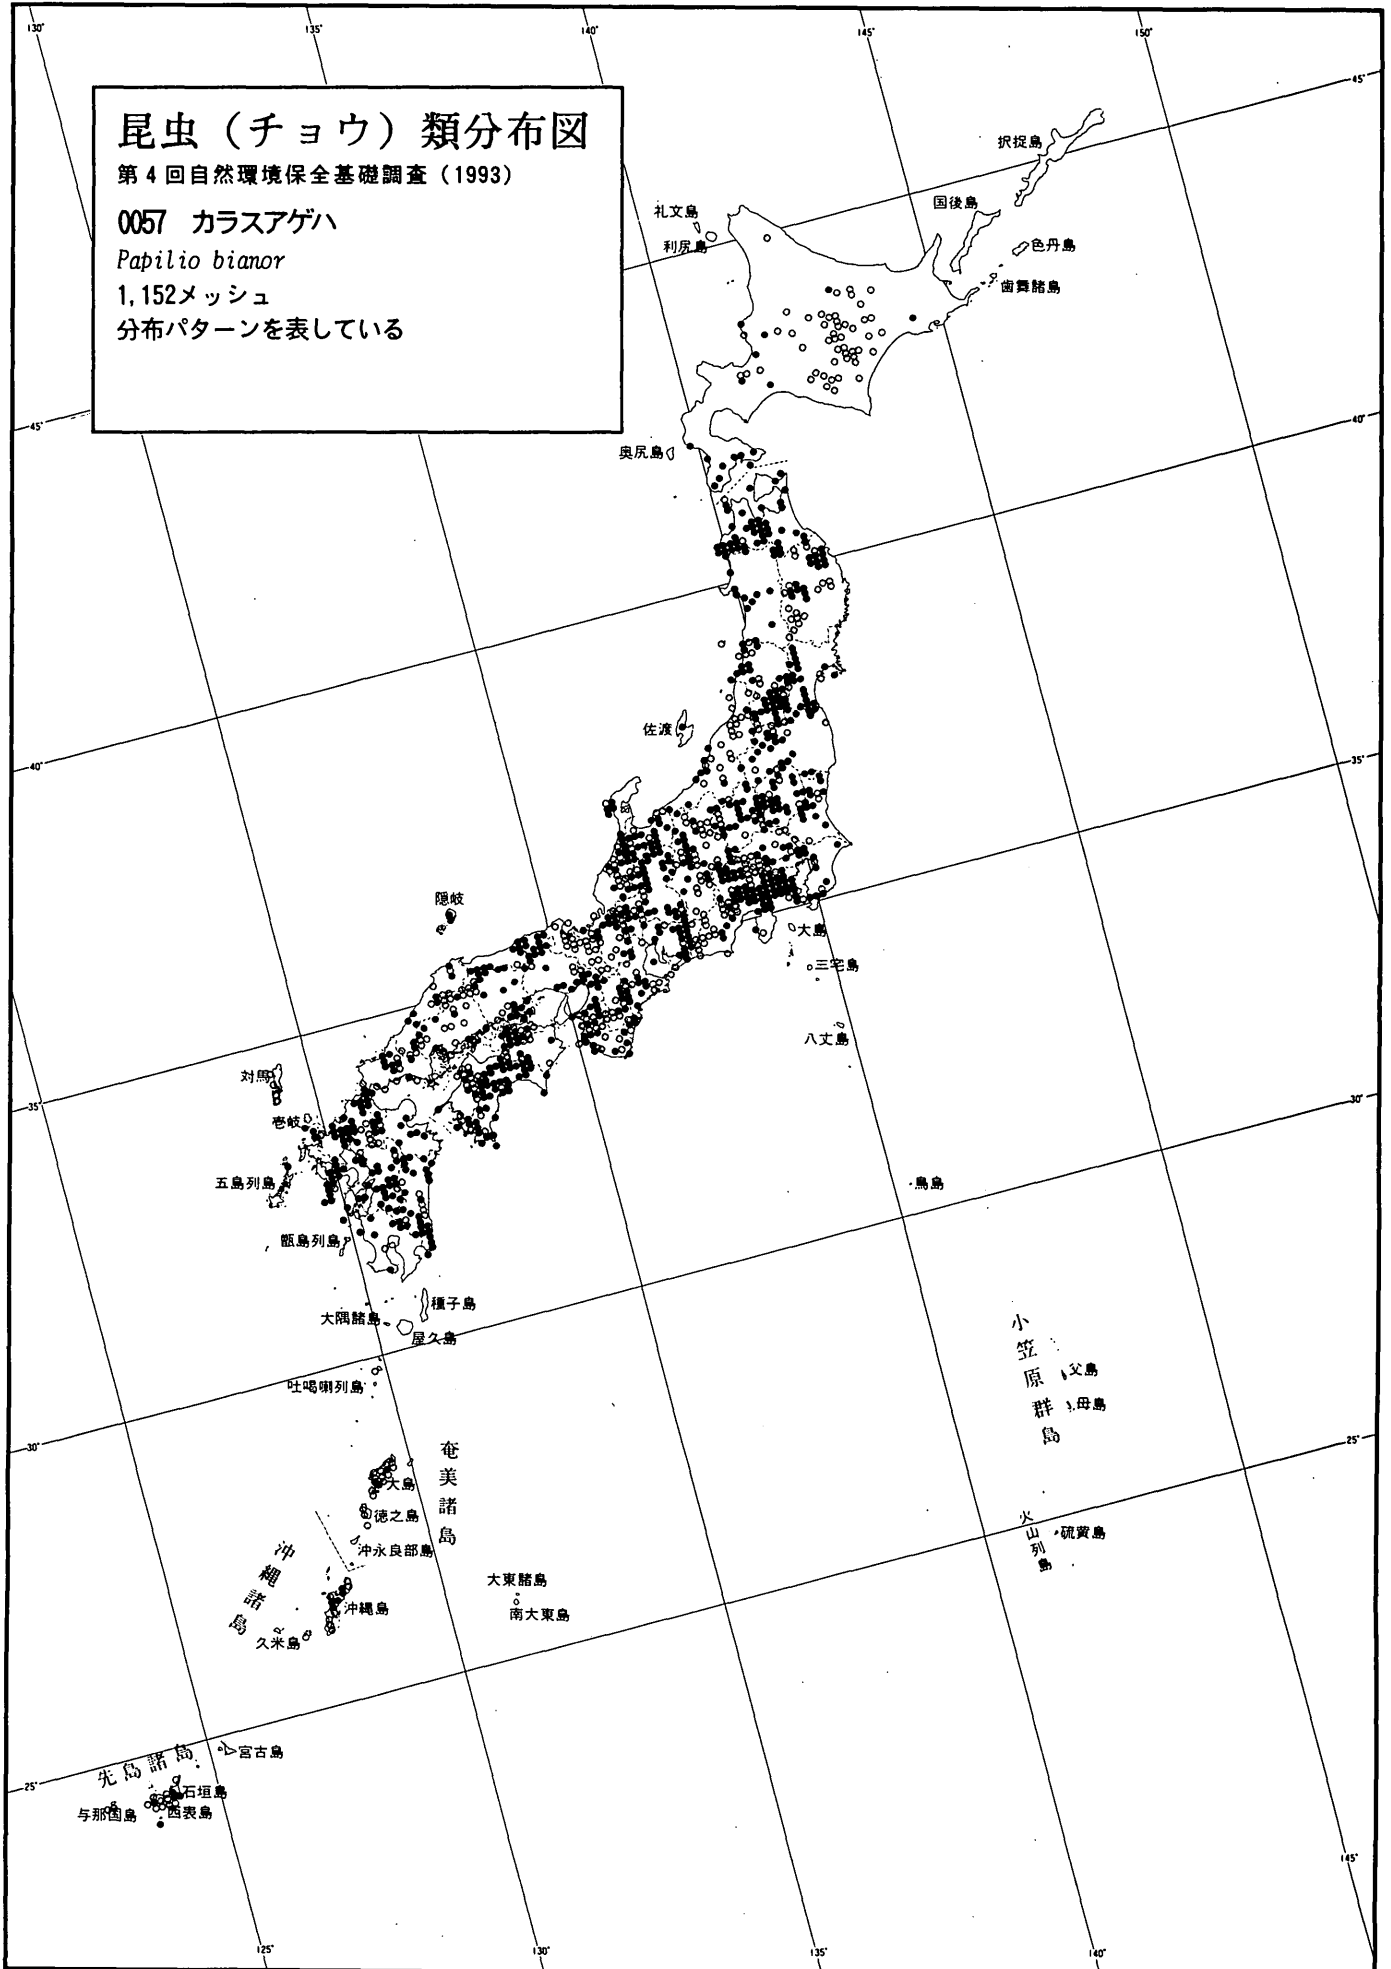 130°
135°
140°
145°
150°
45°
昆虫（チョウ）類分布図
第4回自然環境保全基礎調査（1993）
0057 カラスアゲハ
Papilio bianor
1,152メッシュ
分布パターンを表している
択捉島
国後島
色丹島
歯舞諸島
礼文島
利尻島
45°
40°
奥尻島
佐渡
40°
35°
隠岐
大島
三宅島
八丈島
対馬
壱岐
35°
30°
五島列島
鳥島
甑島列島
種子島
大隅諸島
屋久島
吐噶喇列島
小笠原群島
父島
母島
30°
25°
奄美諸島
大島
徳之島
沖永良部島
火山列島
硫黄島
沖縄諸島
沖縄島
久米島
大東諸島
南大東島
先島諸島
宮古島
25°
石垣島
与那国島
西表島
145°
125°
130°
135°
140°